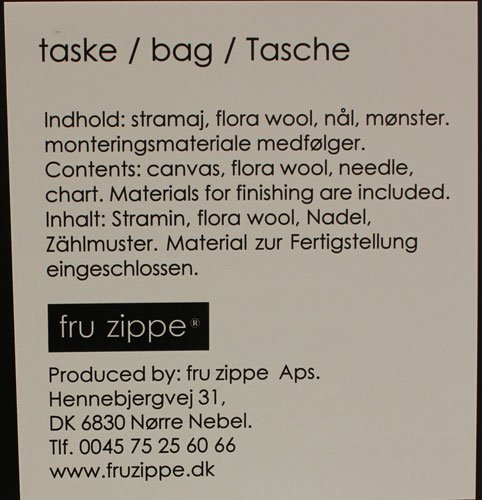 taske / bag / Tasche
Indhold: stramaj, flora wool, nål, mønster.
monteringsmateriale medfølger.
Contents: canvas, flora wool, needle,
chart. Materials for finishing are included.
Inhalt: Stramin, flora wool, Nadel,
Zählmuster. Material zur Fertigstellung
eingeschlossen.
fru zippe®
Produced by: fru zippe Aps.
Hennebjergvej 31,
DK 6830 Nørre Nebel.
Tlf. 0045 75 25 60 66
www.fruzippe.dk